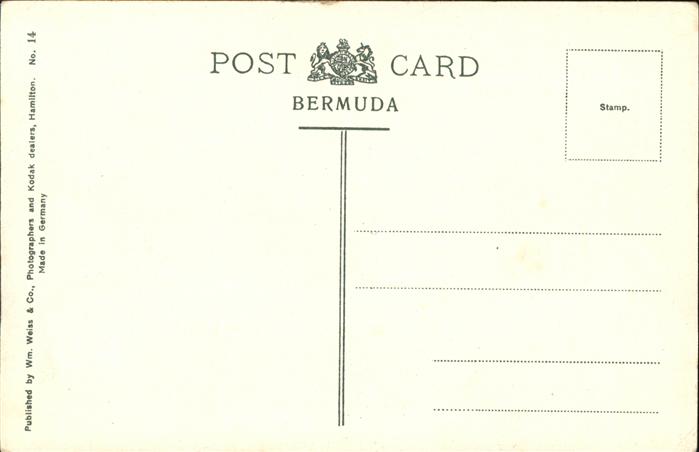 POST CARD
BERMUDA
Stamp.
Published by Wm. Weiss & Co., Photographers and Kodak dealers, Hamilton. No. 14
Made in Germany